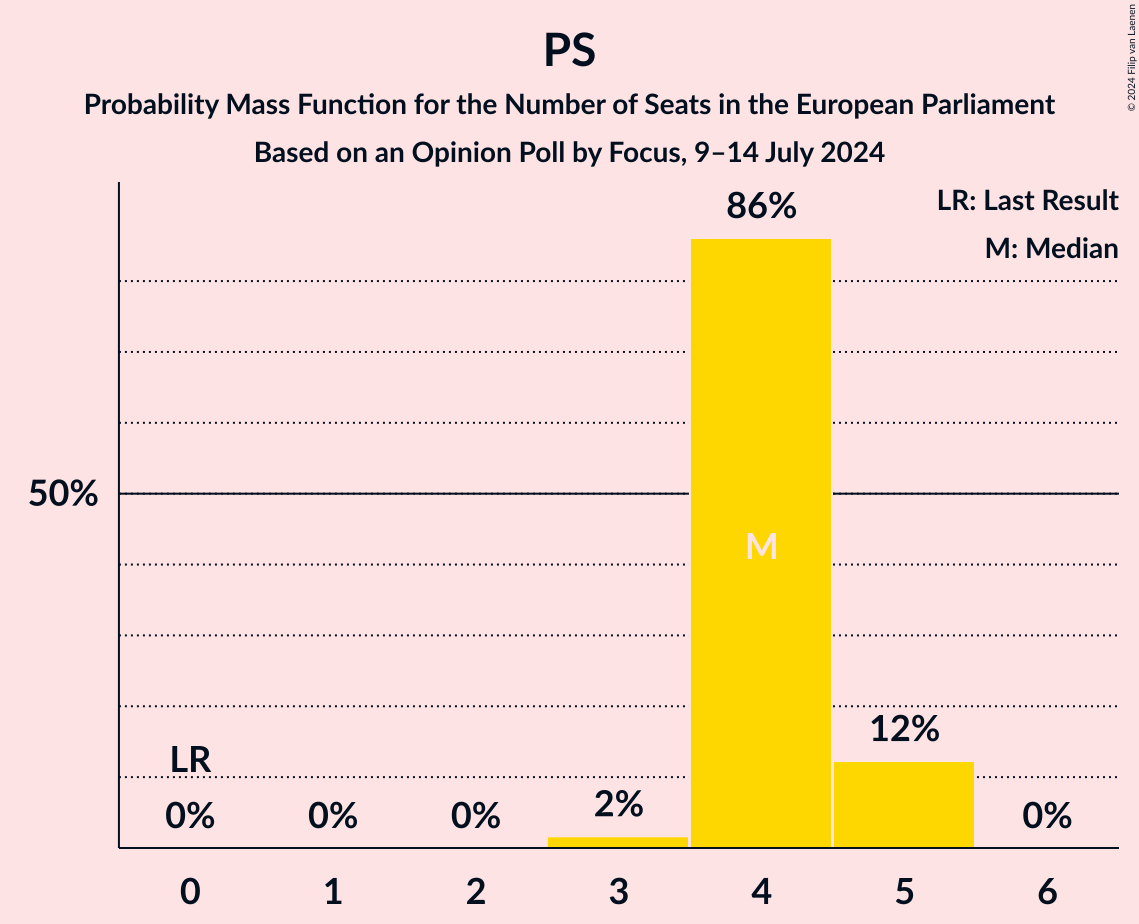 PS
Probability Mass Function for the Number of Seats in the European Parliament
Based on an Opinion Poll by Focus, 9–14 July 2024
© 2024 Filip van Laenen
LR: Last Result
M: Median
86%
50%
M
12%
LR
2%
0% 0% 0% 0%
0 1 2 3 4 5 6